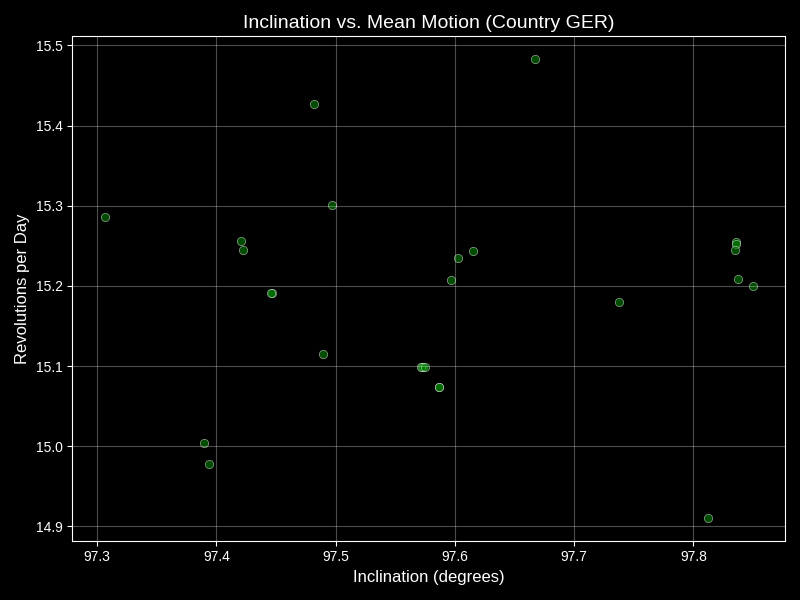 Inclination vs. Mean Motion (Country GER)
Revolutions per Day
15.5
15.4
15.3
15.2
15.1
15.0
14.9
97.3 97.4 97.5 97.6 97.7 97.8
Inclination (degrees)